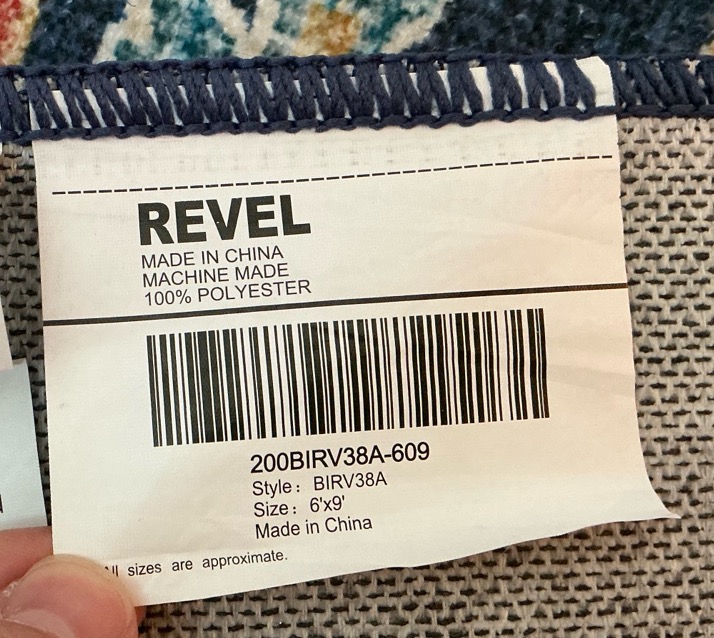 REVEL
MADE IN CHINA
MACHINE MADE
100% POLYESTER
200BIRV38A-609
Style: BIRV38A
Size: 6'x9'
Made in China
All sizes are approximate.